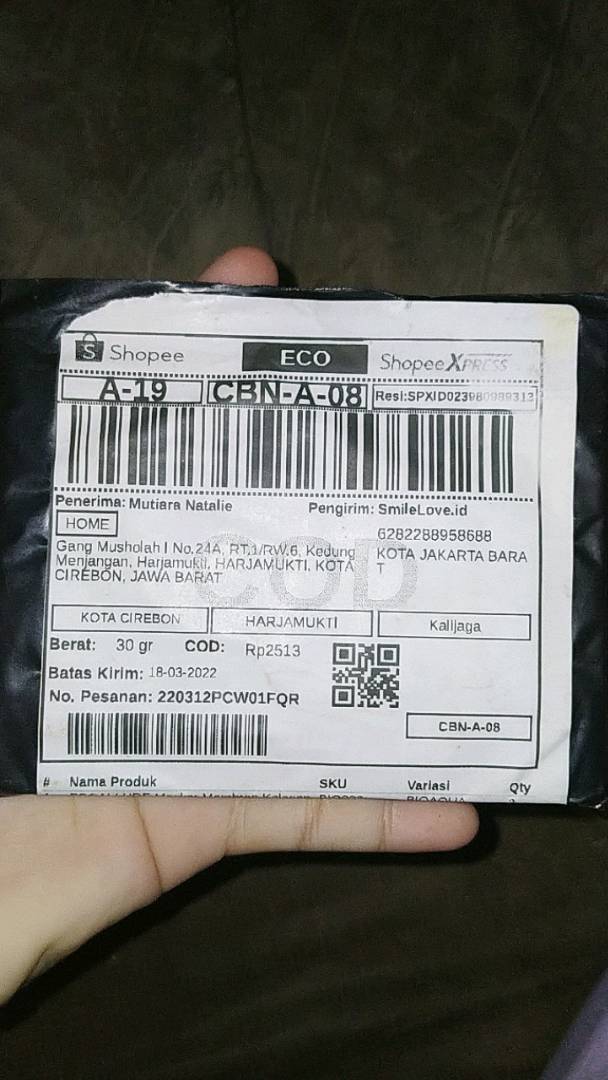 Shopee
ECO
Shopee XPRESS
A-19
CBN-A-08
Resi:SPXID023980989313
Penerima: Mutiara Natalie
Pengirim: SmileLove.id
HOME
6282288958688
Gang Musholah I No.24A, RT.1/RW.6, Kedung
Menjangan, Harjamukti, HARJAMUKTI, KOTA
CIREBON, JAWA BARAT
KOTA JAKARTA BARA
T
COD
KOTA CIREBON
HARJAMUKTI
Kalijaga
Berat: 30 gr COD: Rp2513
Batas Kirim: 18-03-2022
No. Pesanan: 220312PCW01FQR
CBN-A-08
# Nama Produk SKU Variasi Qty